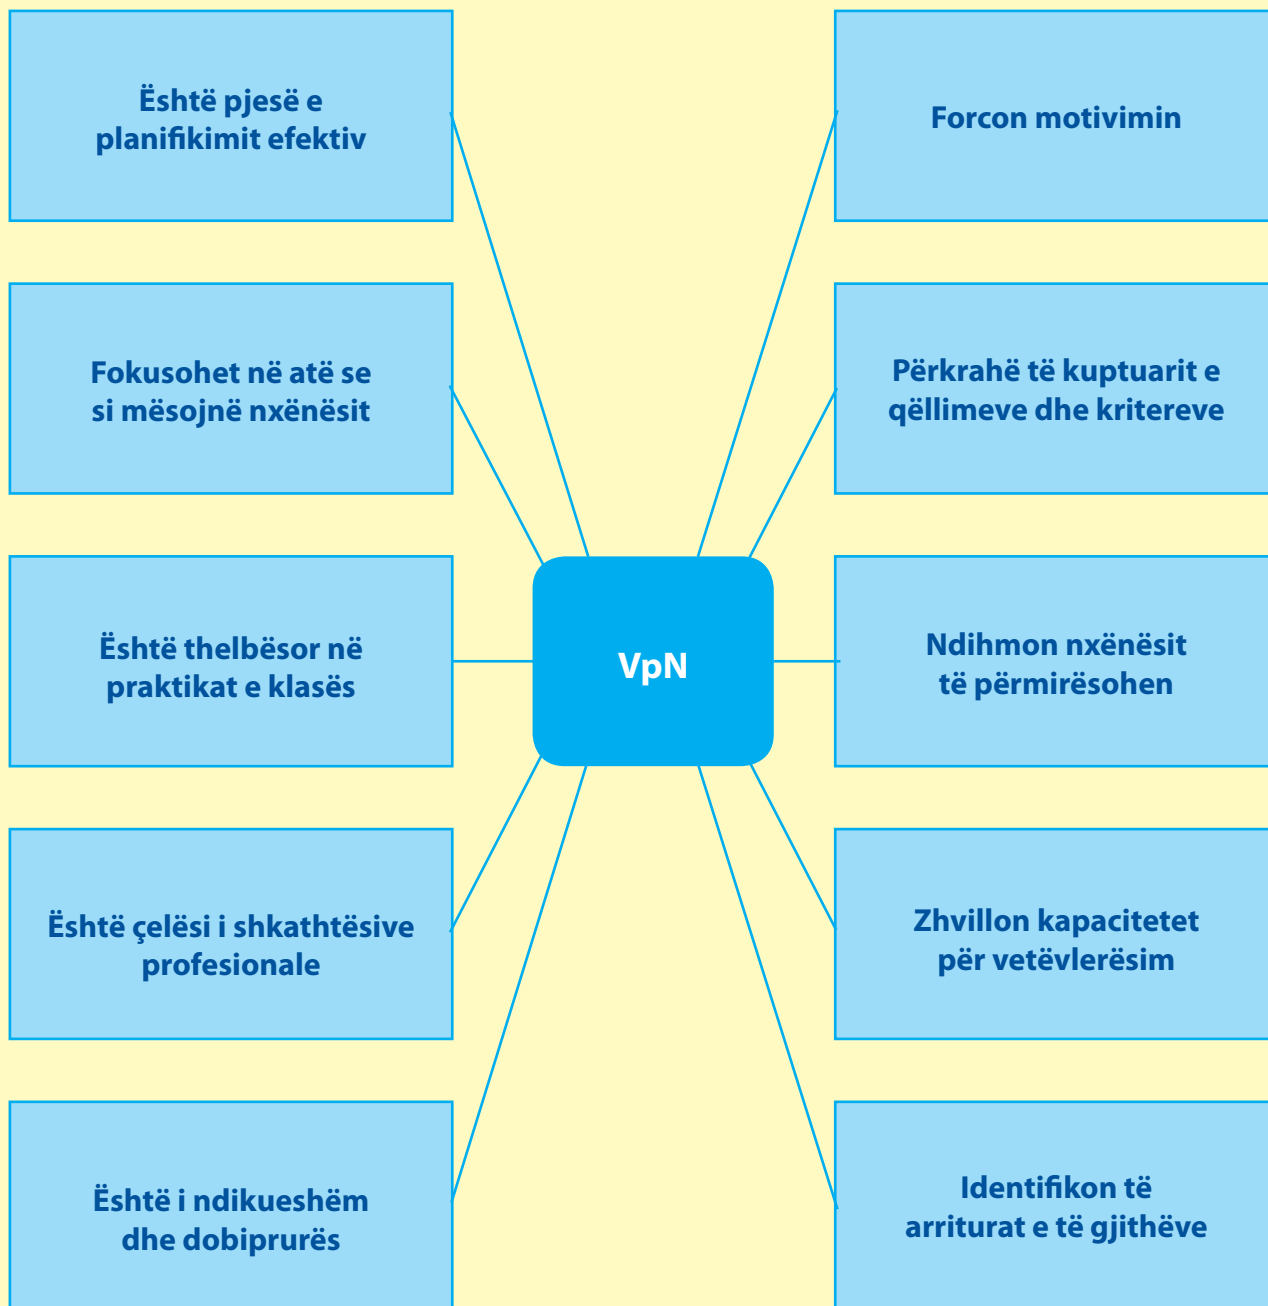 Është pjesë e
planifikimit efektiv
Forcon motivimin
Fokusohet në atë se
si mësojnë nxënësit
Përkrahë të kuptuarit e
qëllimeve dhe kritereve
Është thelbësor në
praktikat e klasës
VpN
Ndihmon nxënësit
të përmirësohen
Është çelësi i shkathtësive
profesionale
Zhvillon kapacitetet
për vetëvlerësim
Është i ndikueshëm
dhe dobiprurës
Identifikon të
arriturat e të gjithëve